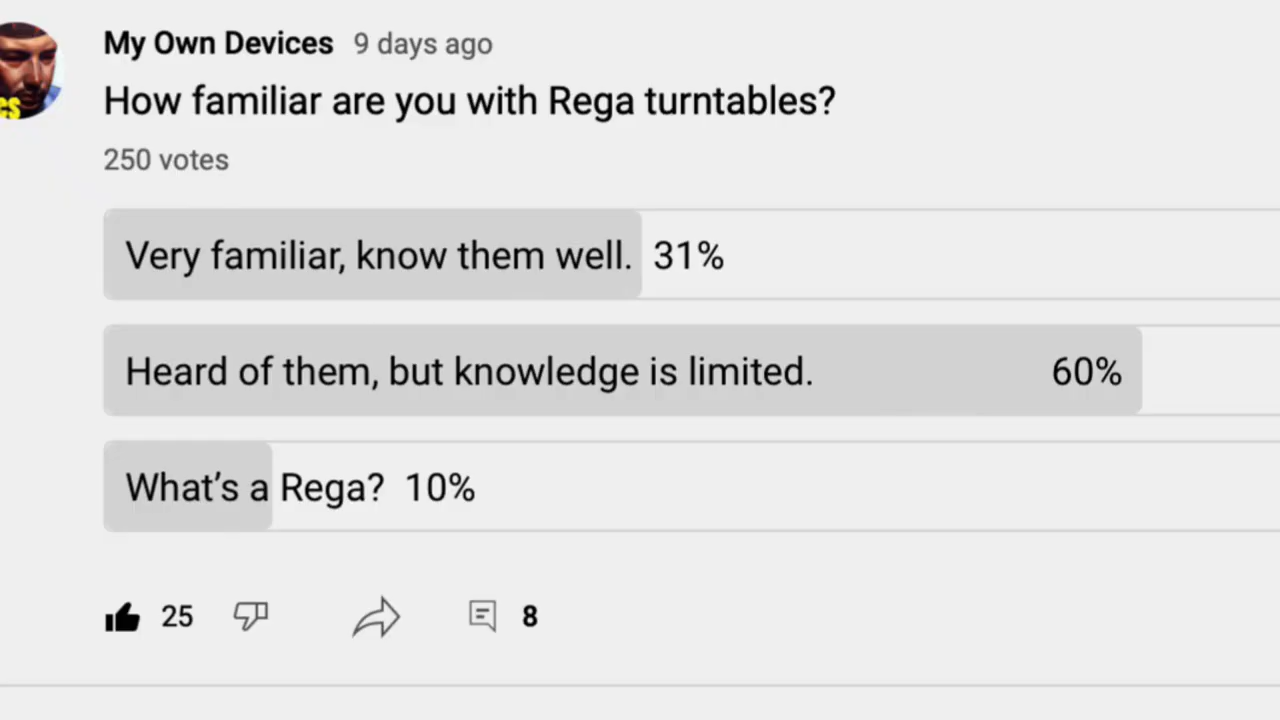 My Own Devices 9 days ago
How familiar are you with Rega turntables?
250 votes
Very familiar, know them well. 31%
Heard of them, but knowledge is limited. 60%
What’s a Rega? 10%
25 8